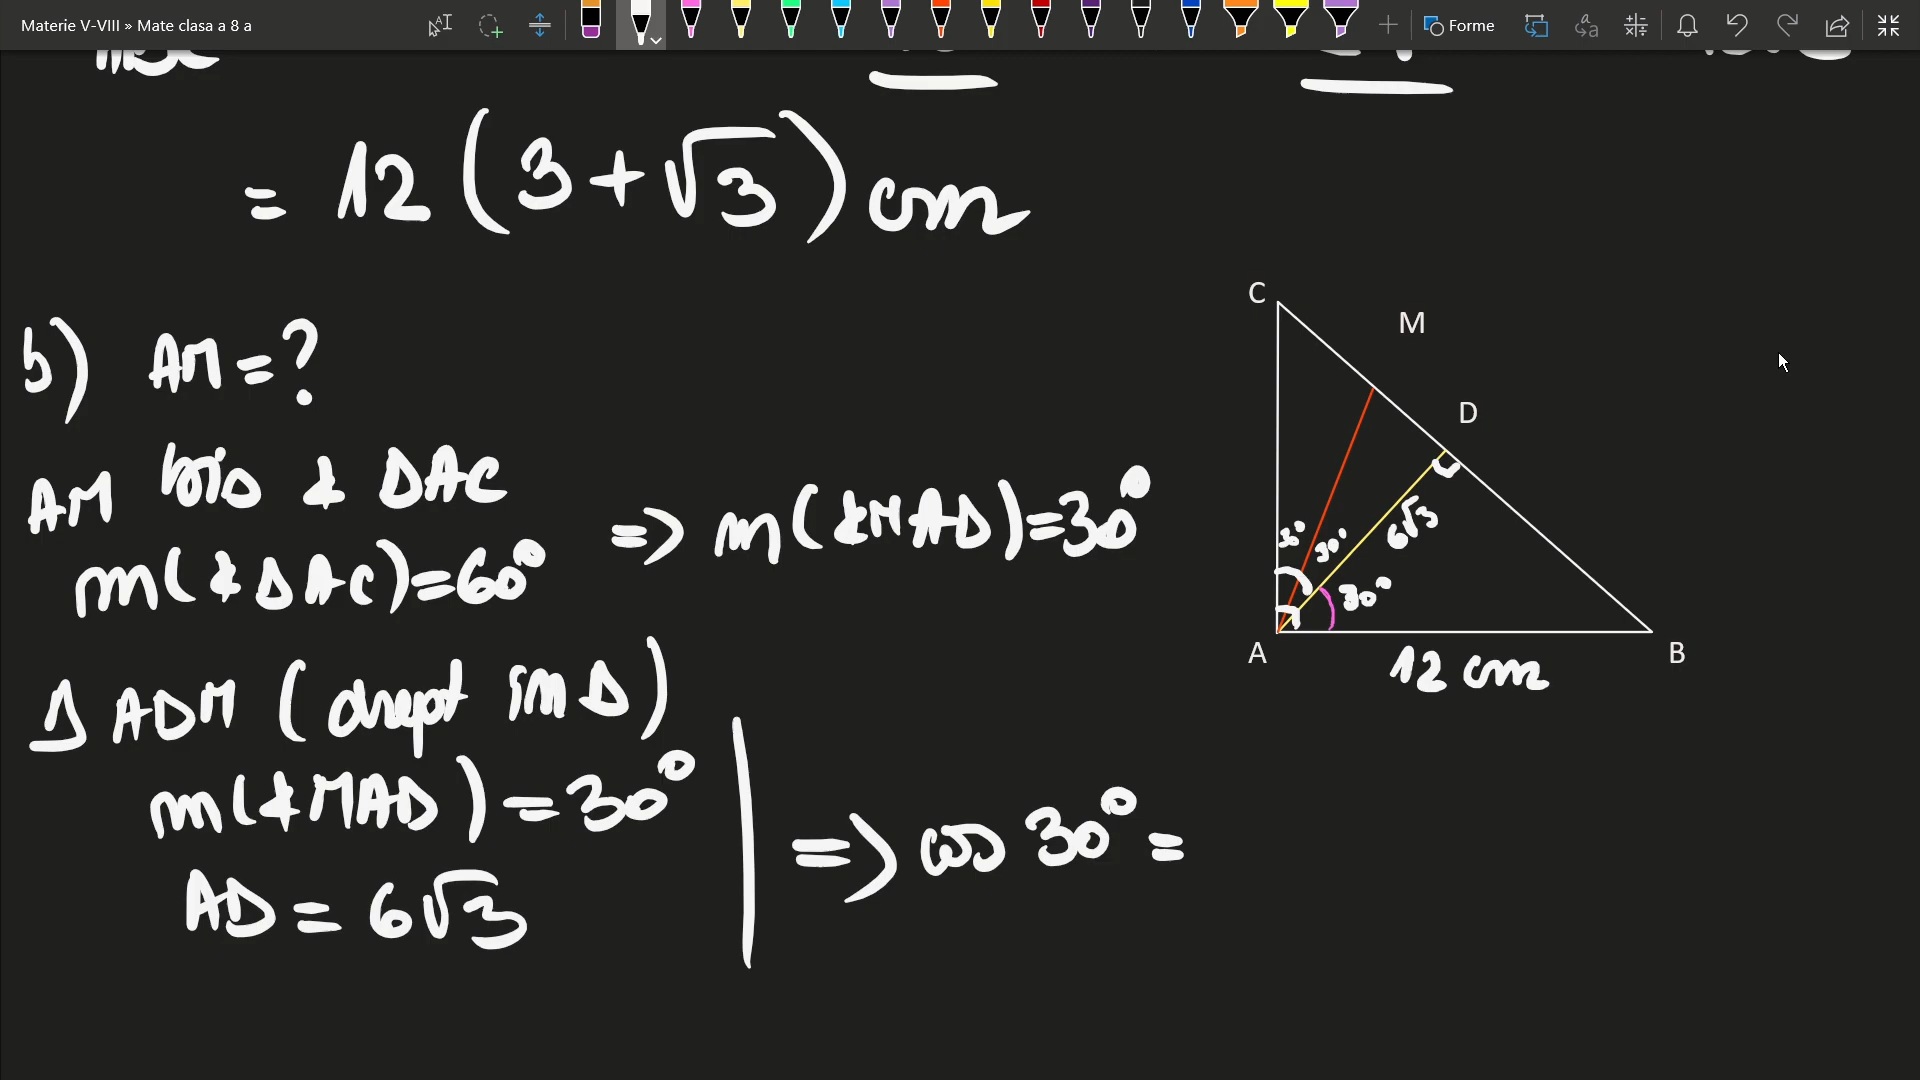 Materie V-VIII » Mate clasa a 8 a
Forme
= 12 (3+√3) cm
b) AM = ?
AM bis ∡ DAC
m(∡DAC)=60°
=> m(∡MAD)=30°
Δ ADM (drept in D)
m(∡MAD)=30°
AD = 6√3
=> cos 30° =
C
M
D
6√3
30°
30°
30°
A
B
12 cm